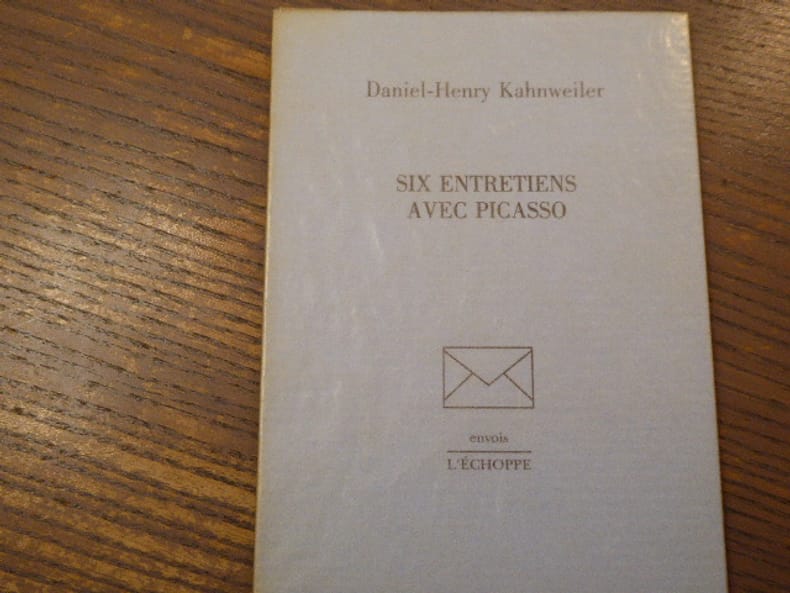 Daniel-Henry Kahnweiler
SIX ENTRETIENS
AVEC PICASSO
envois
L'ÉCHOPPE